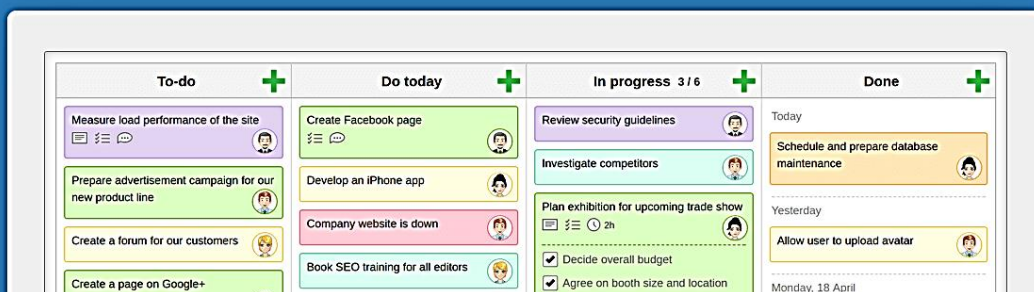 To-do
Measure load performance of the site
Prepare advertisement campaign for our
new product line
Create a forum for our customers
Create a page on Google+
Do today
Create Facebook page
Develop an iPhone app
Company website is down
Book SEO training for all editors
In progress 3 / 6
Review security guidelines
Investigate competitors
Plan exhibition for upcoming trade show
2h
Decide overall budget
Agree on booth size and location
Done
Today
Schedule and prepare database
maintenance
Yesterday
Allow user to upload avatar
Monday, 18 April